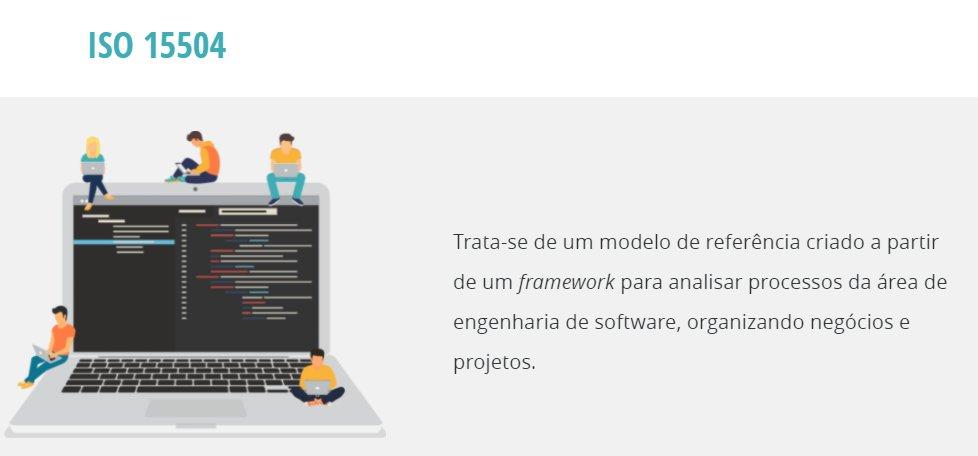 ISO 15504
Trata-se de um modelo de referência criado a partir
de um framework para analisar processos da área de
engenharia de software, organizando negócios e
projetos.